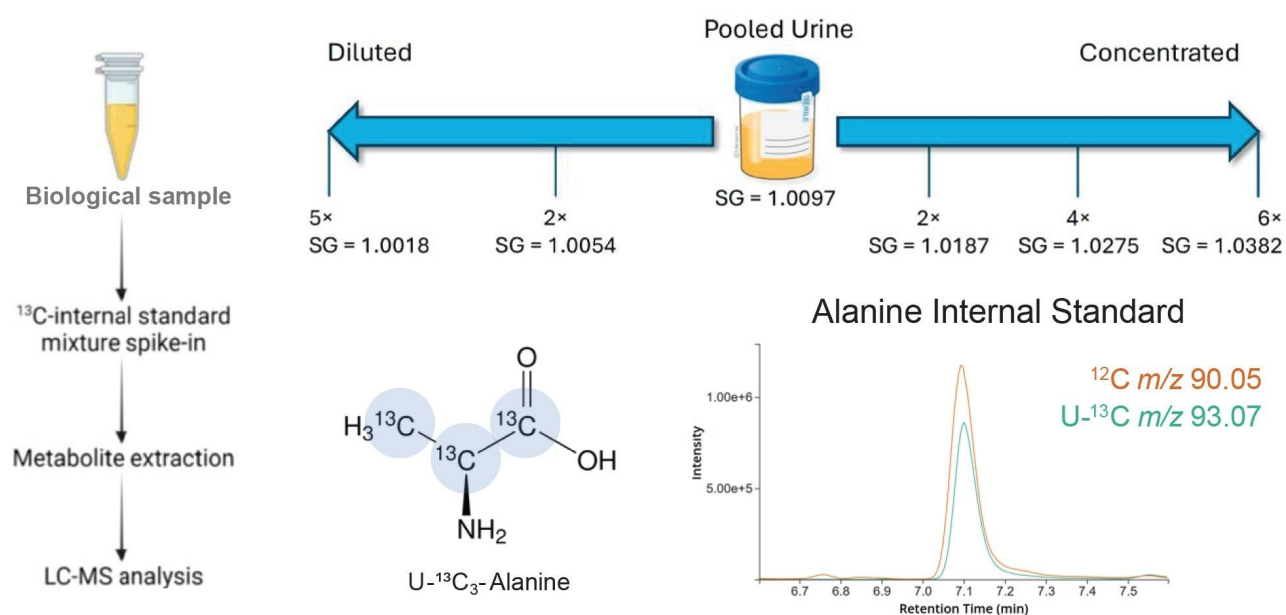 Diluted
Pooled Urine
Concentrated
STERILE
SG = 1.0097
5×
SG = 1.0018
2×
SG = 1.0054
2×
SG = 1.0187
4×
SG = 1.0275
6×
SG = 1.0382
Biological sample
¹³C-internal standard
mixture spike-in
Metabolite extraction
LC-MS analysis
O
H₃¹³C
¹³C
¹³C
OH
NH₂
U-¹³C₃-Alanine
Alanine Internal Standard
¹²C m/z 90.05
U-¹³C m/z 93.07
Intensity
1.00e+6
5.00e+5
6.7 6.8 6.9 7.0 7.1 7.2 7.3 7.4 7.5
Retention Time (min)